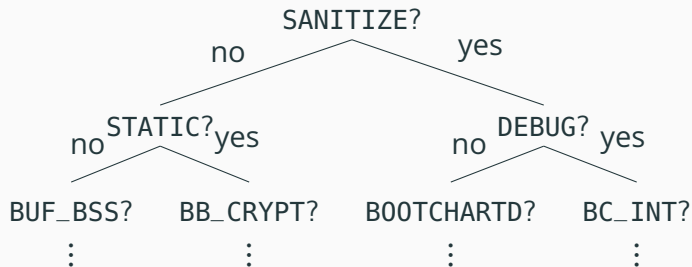 SANITIZE?
no yes
STATIC? DEBUG?
no yes no yes
BUF_BSS? BB_CRYPT? BOOTCHARTD? BC_INT?
⋮ ⋮ ⋮ ⋮